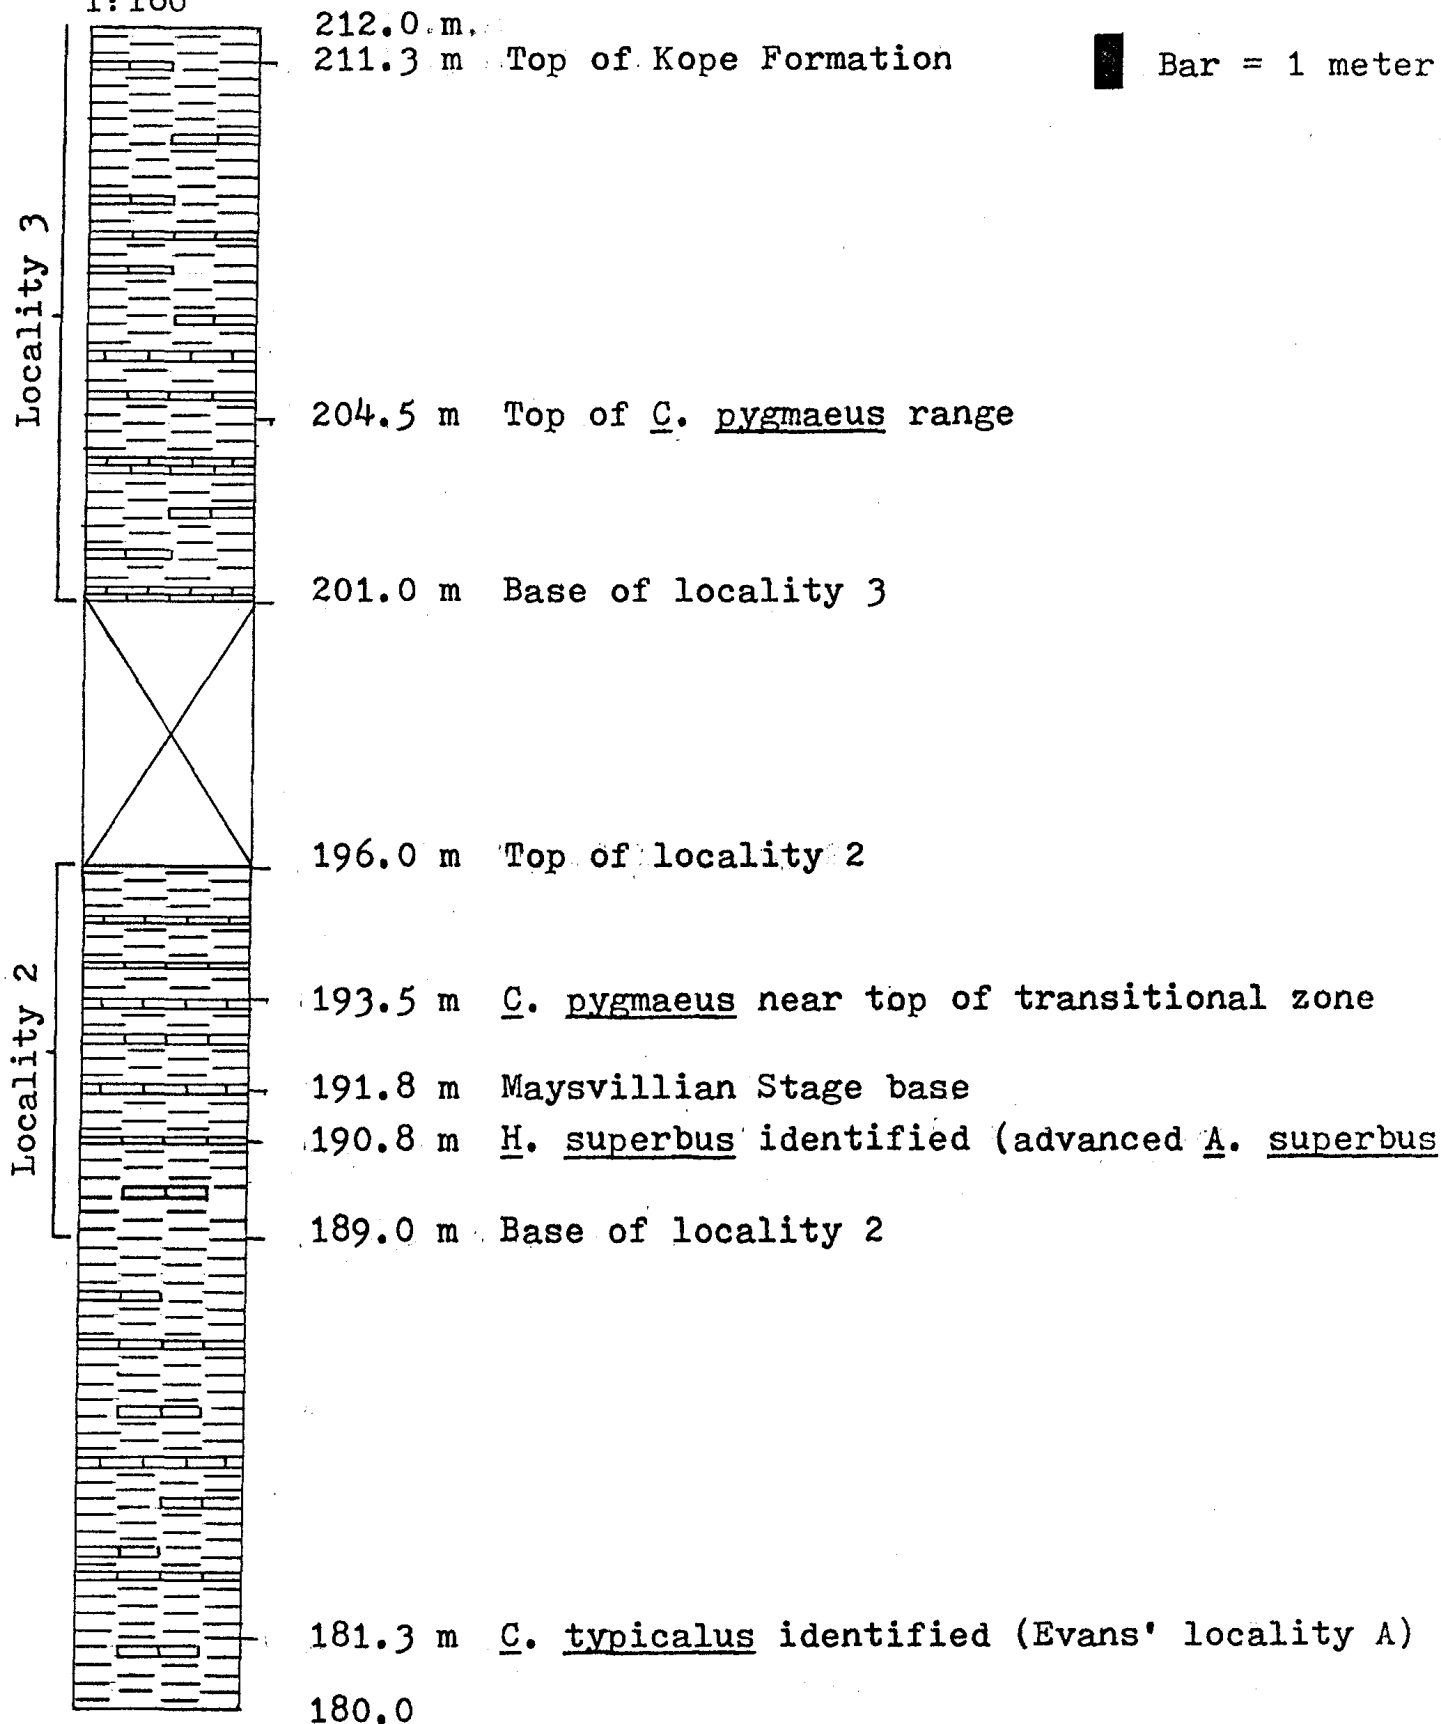 1:160
212.0 m.
211.3 m Top of Kope Formation
Bar = 1 meter
Locality 3
204.5 m Top of C. pygmaeus range
201.0 m Base of locality 3
196.0 m Top of locality 2
Locality 2
193.5 m C. pygmaeus near top of transitional zone
191.8 m Maysvillian Stage base
190.8 m H. superbus identified (advanced A. superbus
189.0 m Base of locality 2
181.3 m C. typicalus identified (Evans' locality A)
180.0